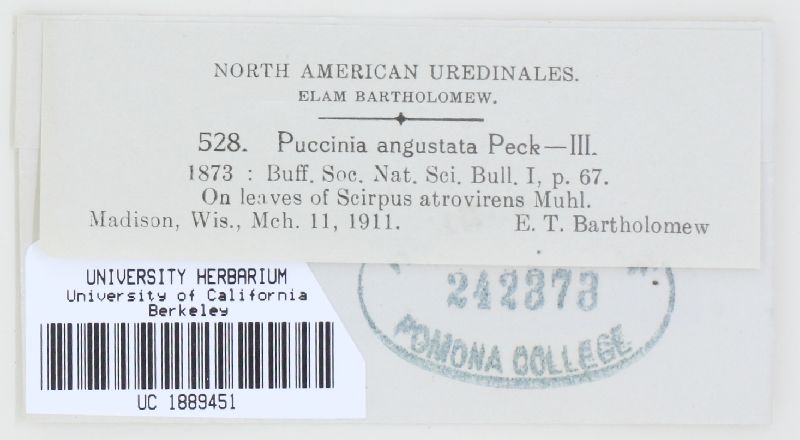 NORTH AMERICAN UREDINALES.
ELAM BARTHOLOMEW.
528. Puccinia angustata Peck—III.
1873 : Buff. Soc. Nat. Sci. Bull. I, p. 67.
On leaves of Scirpus atrovirens Muhl.
Madison, Wis., Mch. 11, 1911. E. T. Bartholomew
UNIVERSITY HERBARIUM
University of California
Berkeley
UC 1889451
242373
POMONA COLLEGE